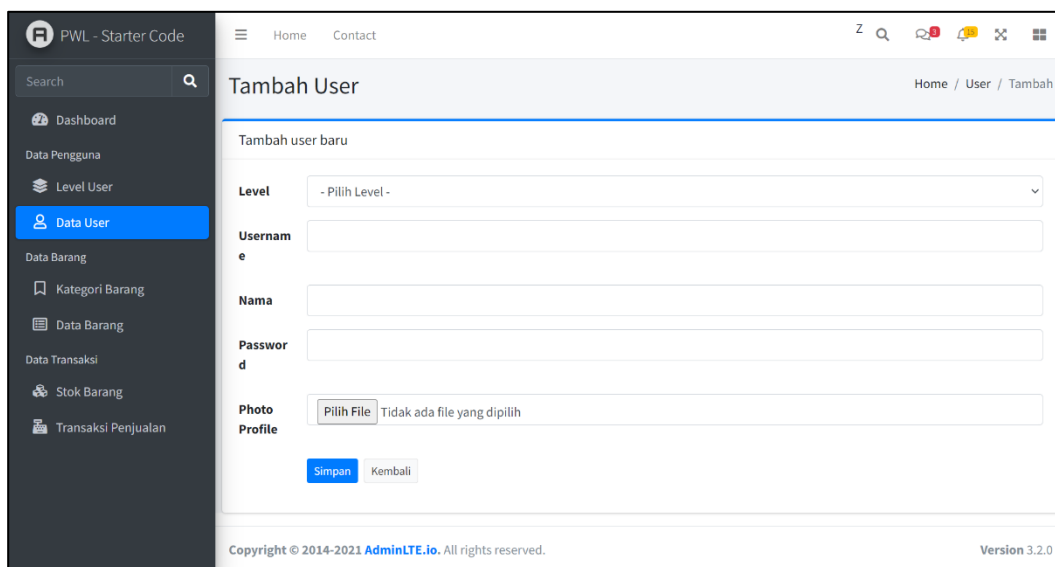 PWL - Starter Code
Home Contact
Z
3
15
Search
Tambah User
Home / User / Tambah
Dashboard
Data Pengguna
Level User
Data User
Data Barang
Kategori Barang
Data Barang
Data Transaksi
Stok Barang
Transaksi Penjualan
Tambah user baru
Level
- Pilih Level -
Usernam
e
Nama
Passwor
d
Photo
Profile
Pilih File Tidak ada file yang dipilih
Simpan Kembali
Copyright © 2014-2021 AdminLTE.io. All rights reserved.
Version 3.2.0